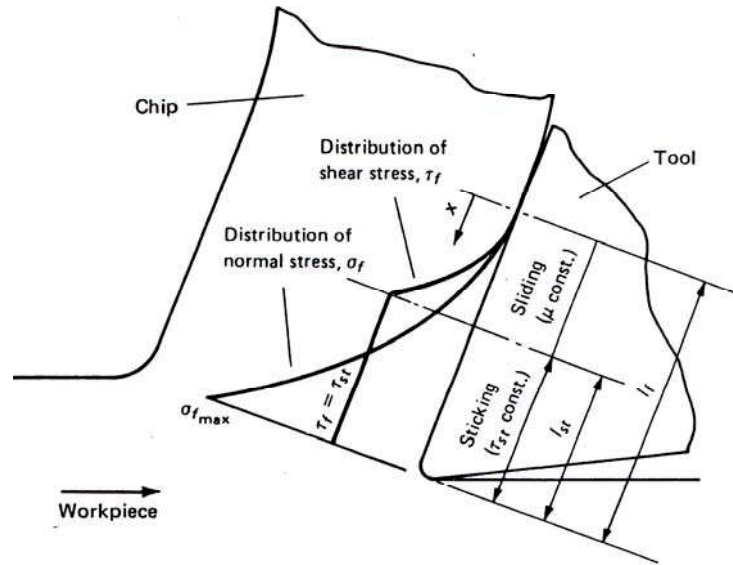 Chip
Distribution of
shear stress, τf
Tool
x
Distribution of
normal stress, σf
Sliding
(μ const.)
τf = τst
Sticking
(τst const.)
lst
lf
σfmax
Workpiece